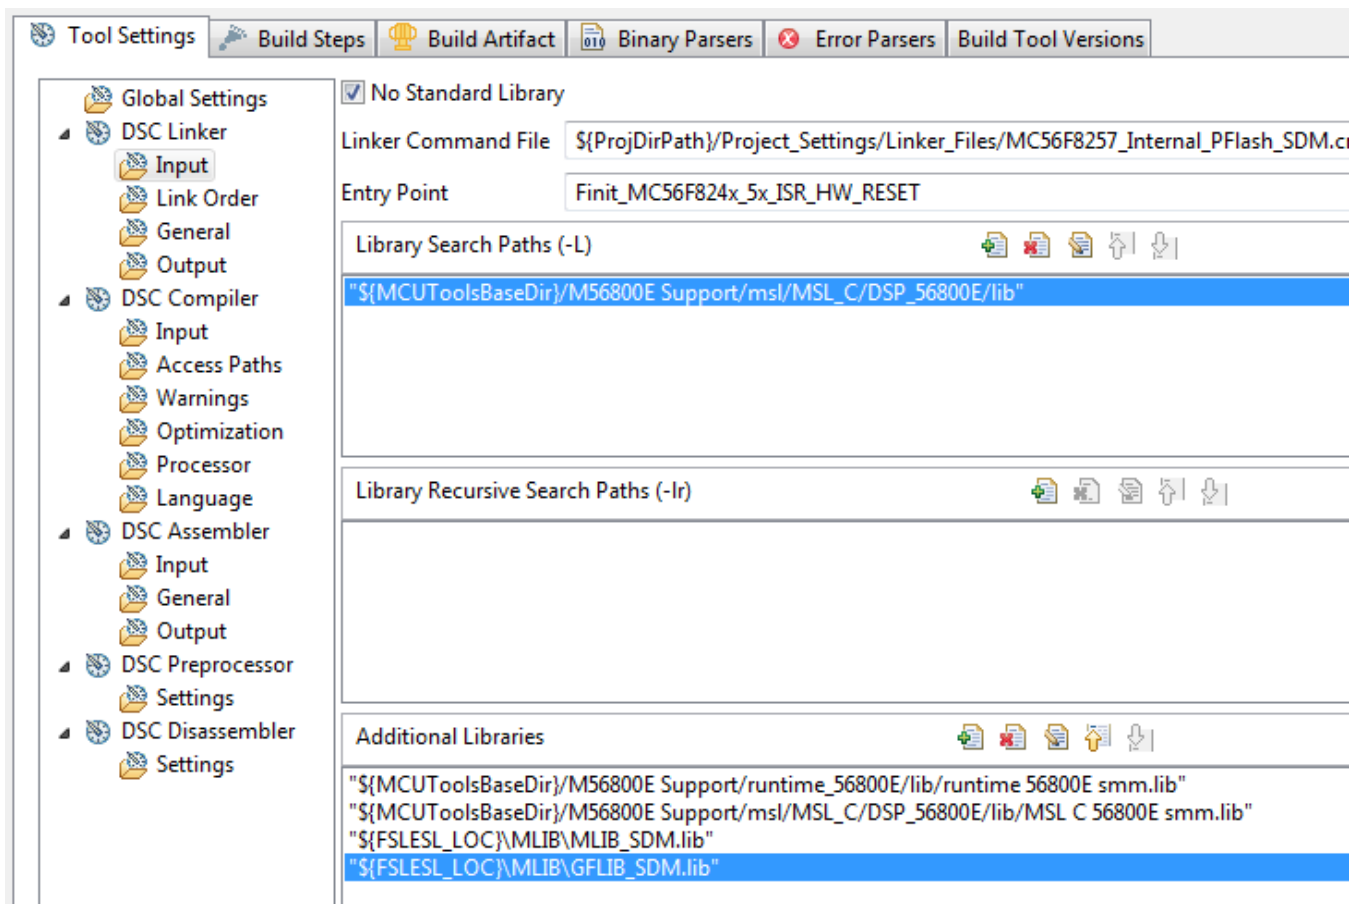 Tool Settings Build Steps Build Artifact Binary Parsers Error Parsers Build Tool Versions
Global Settings
DSC Linker
Input
Link Order
General
Output
DSC Compiler
Input
Access Paths
Warnings
Optimization
Processor
Language
DSC Assembler
Input
General
Output
DSC Preprocessor
Settings
DSC Disassembler
Settings
No Standard Library
Linker Command File ${ProjDirPath}/Project_Settings/Linker_Files/MC56F8257_Internal_PFlash_SDM.c
Entry Point Finit_MC56F824x_5x_ISR_HW_RESET
Library Search Paths (-L)
"${MCUToolsBaseDir}/M56800E Support/msl/MSL_C/DSP_56800E/lib"
Library Recursive Search Paths (-lr)
Additional Libraries
"${MCUToolsBaseDir}/M56800E Support/runtime_56800E/lib/runtime 56800E smm.lib"
"${MCUToolsBaseDir}/M56800E Support/msl/MSL_C/DSP_56800E/lib/MSL C 56800E smm.lib"
"${FSLESL_LOC}\MLIB\MLIB_SDM.lib"
"${FSLESL_LOC}\MLIB\GFLIB_SDM.lib"